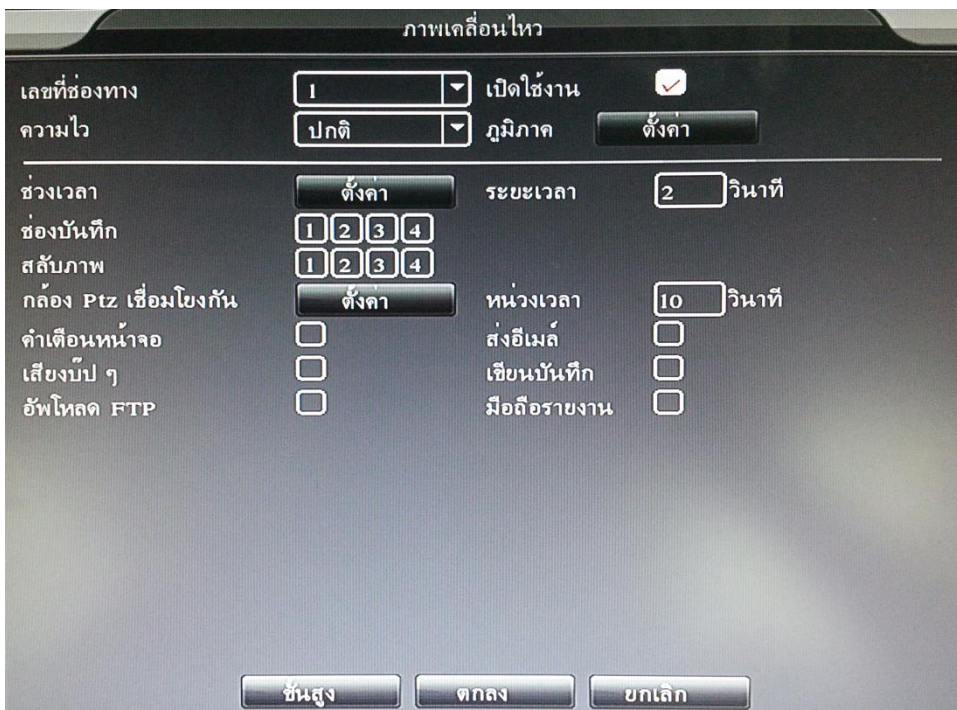 ภาพเคลื่อนไหว
เลขที่ช่องทาง 1 เปิดใช้งาน
ความไว ปกติ ภูมิภาค ตั้งค่า
ช่วงเวลา ตั้งค่า ระยะเวลา 2 วินาที
ช่องบันทึก 1 2 3 4
สลับภาพ 1 2 3 4
กล้อง Ptz เชื่อมโยงกัน ตั้งค่า หน่วงเวลา 10 วินาที
คำเตือนหน้าจอ ส่งอีเมล์
เสียงบี๊ป ๆ เขียนบันทึก
อัพโหลด FTP มือถือรายงาน
ขั้นสูง ตกลง ยกเลิก